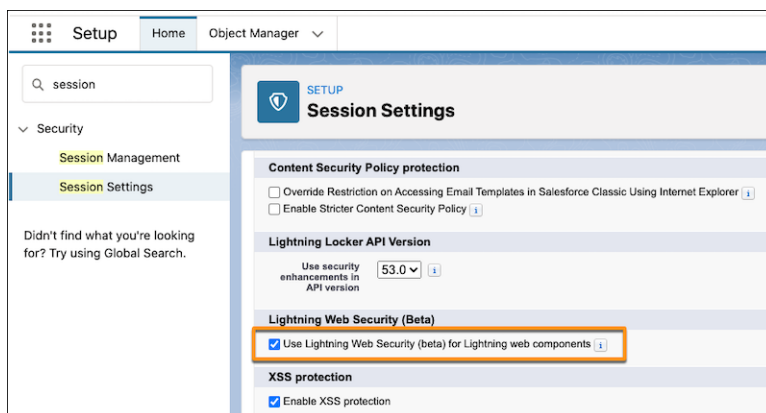 Setup
Home
Object Manager
session
Security
Session Management
Session Settings
Didn't find what you're looking
for? Try using Global Search.
SETUP
Session Settings
Content Security Policy protection
Override Restriction on Accessing Email Templates in Salesforce Classic Using Internet Explorer i
Enable Stricter Content Security Policy i
Lightning Locker API Version
Use security
enhancements in
API version
53.0 i
Lightning Web Security (Beta)
Use Lightning Web Security (beta) for Lightning web components i
XSS protection
Enable XSS protection